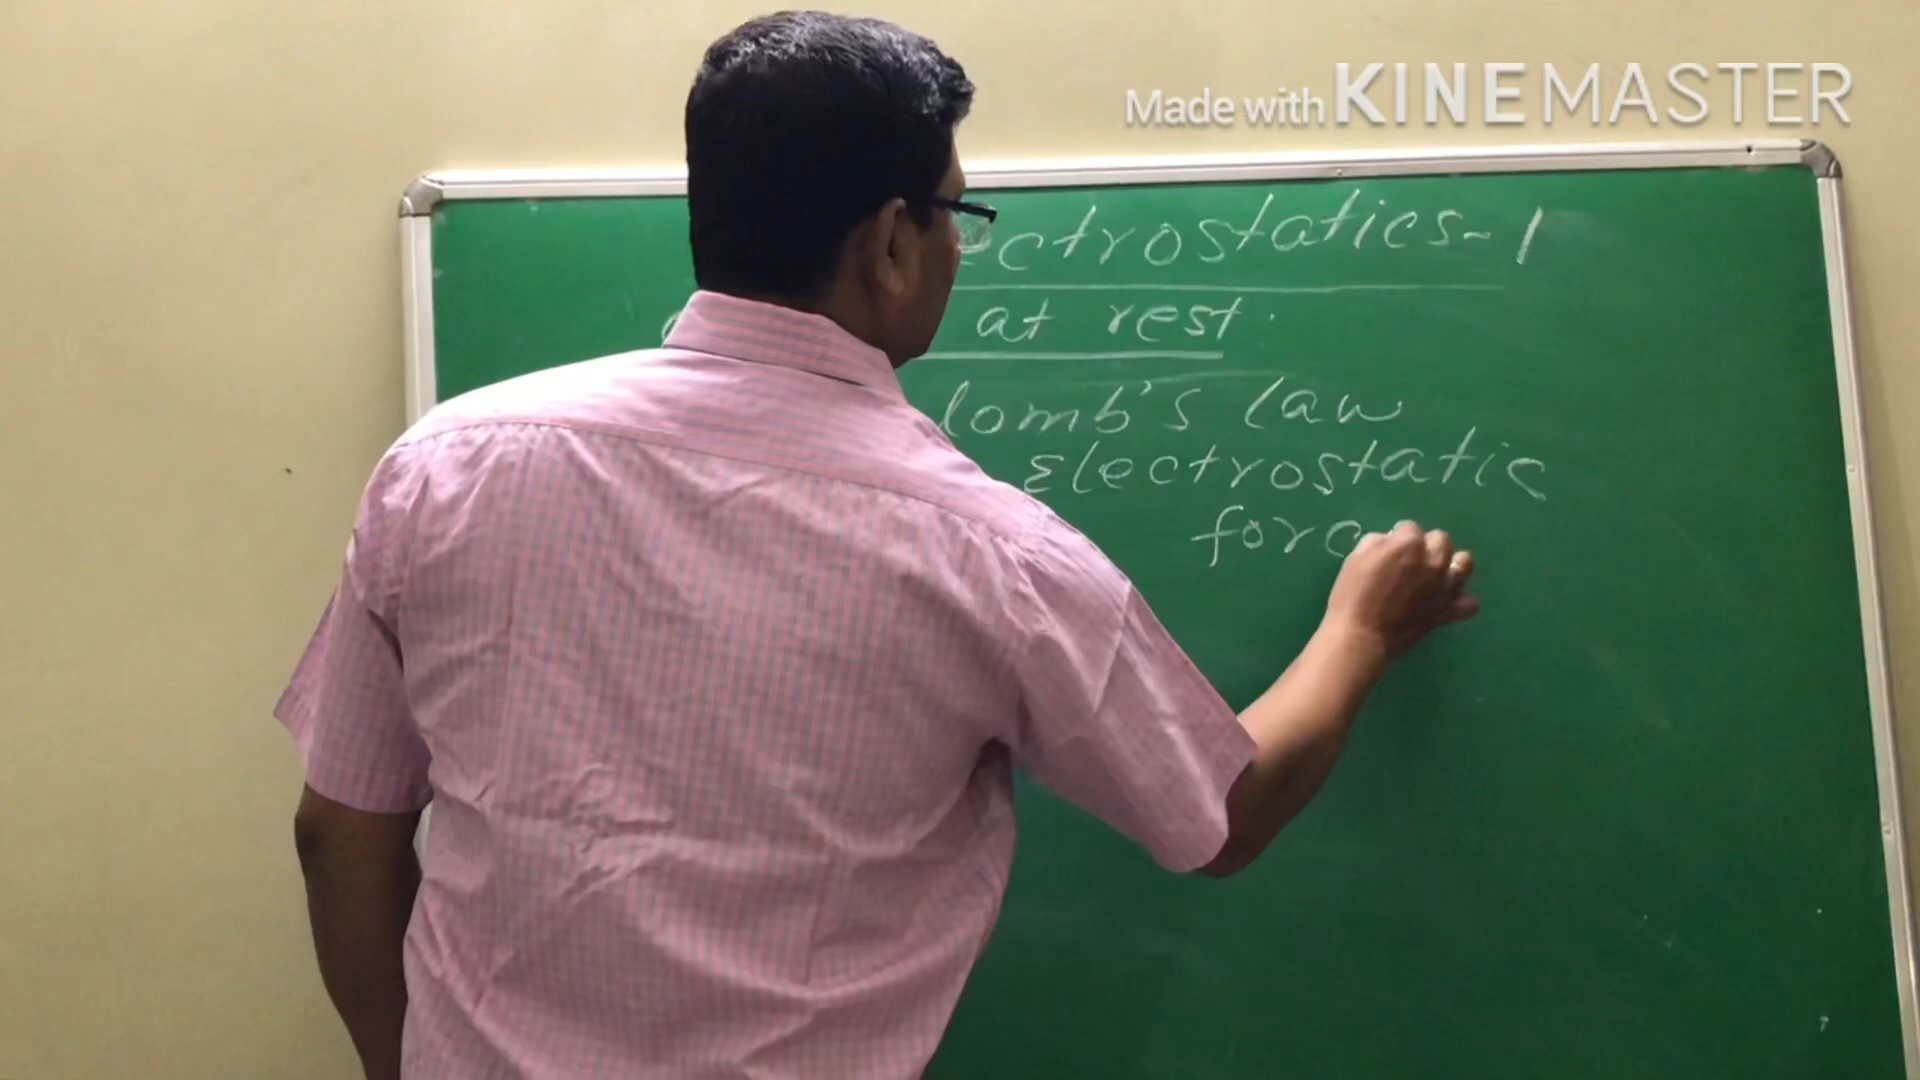 Made with KINEMASTER
ectrostatics-1
at rest.
lomb's law
Electrostatic
forc